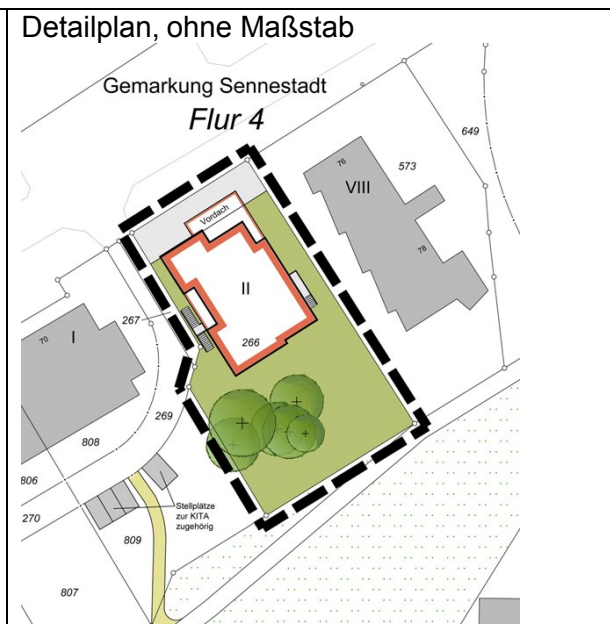 Detailplan, ohne Maßstab
Gemarkung Sennestadt
Flur 4
649
573
76
VIII
78
Vordach
II
266
267
70
I
269
808
806
270
809
807
Stellplätze
zur KITA
zugehörig